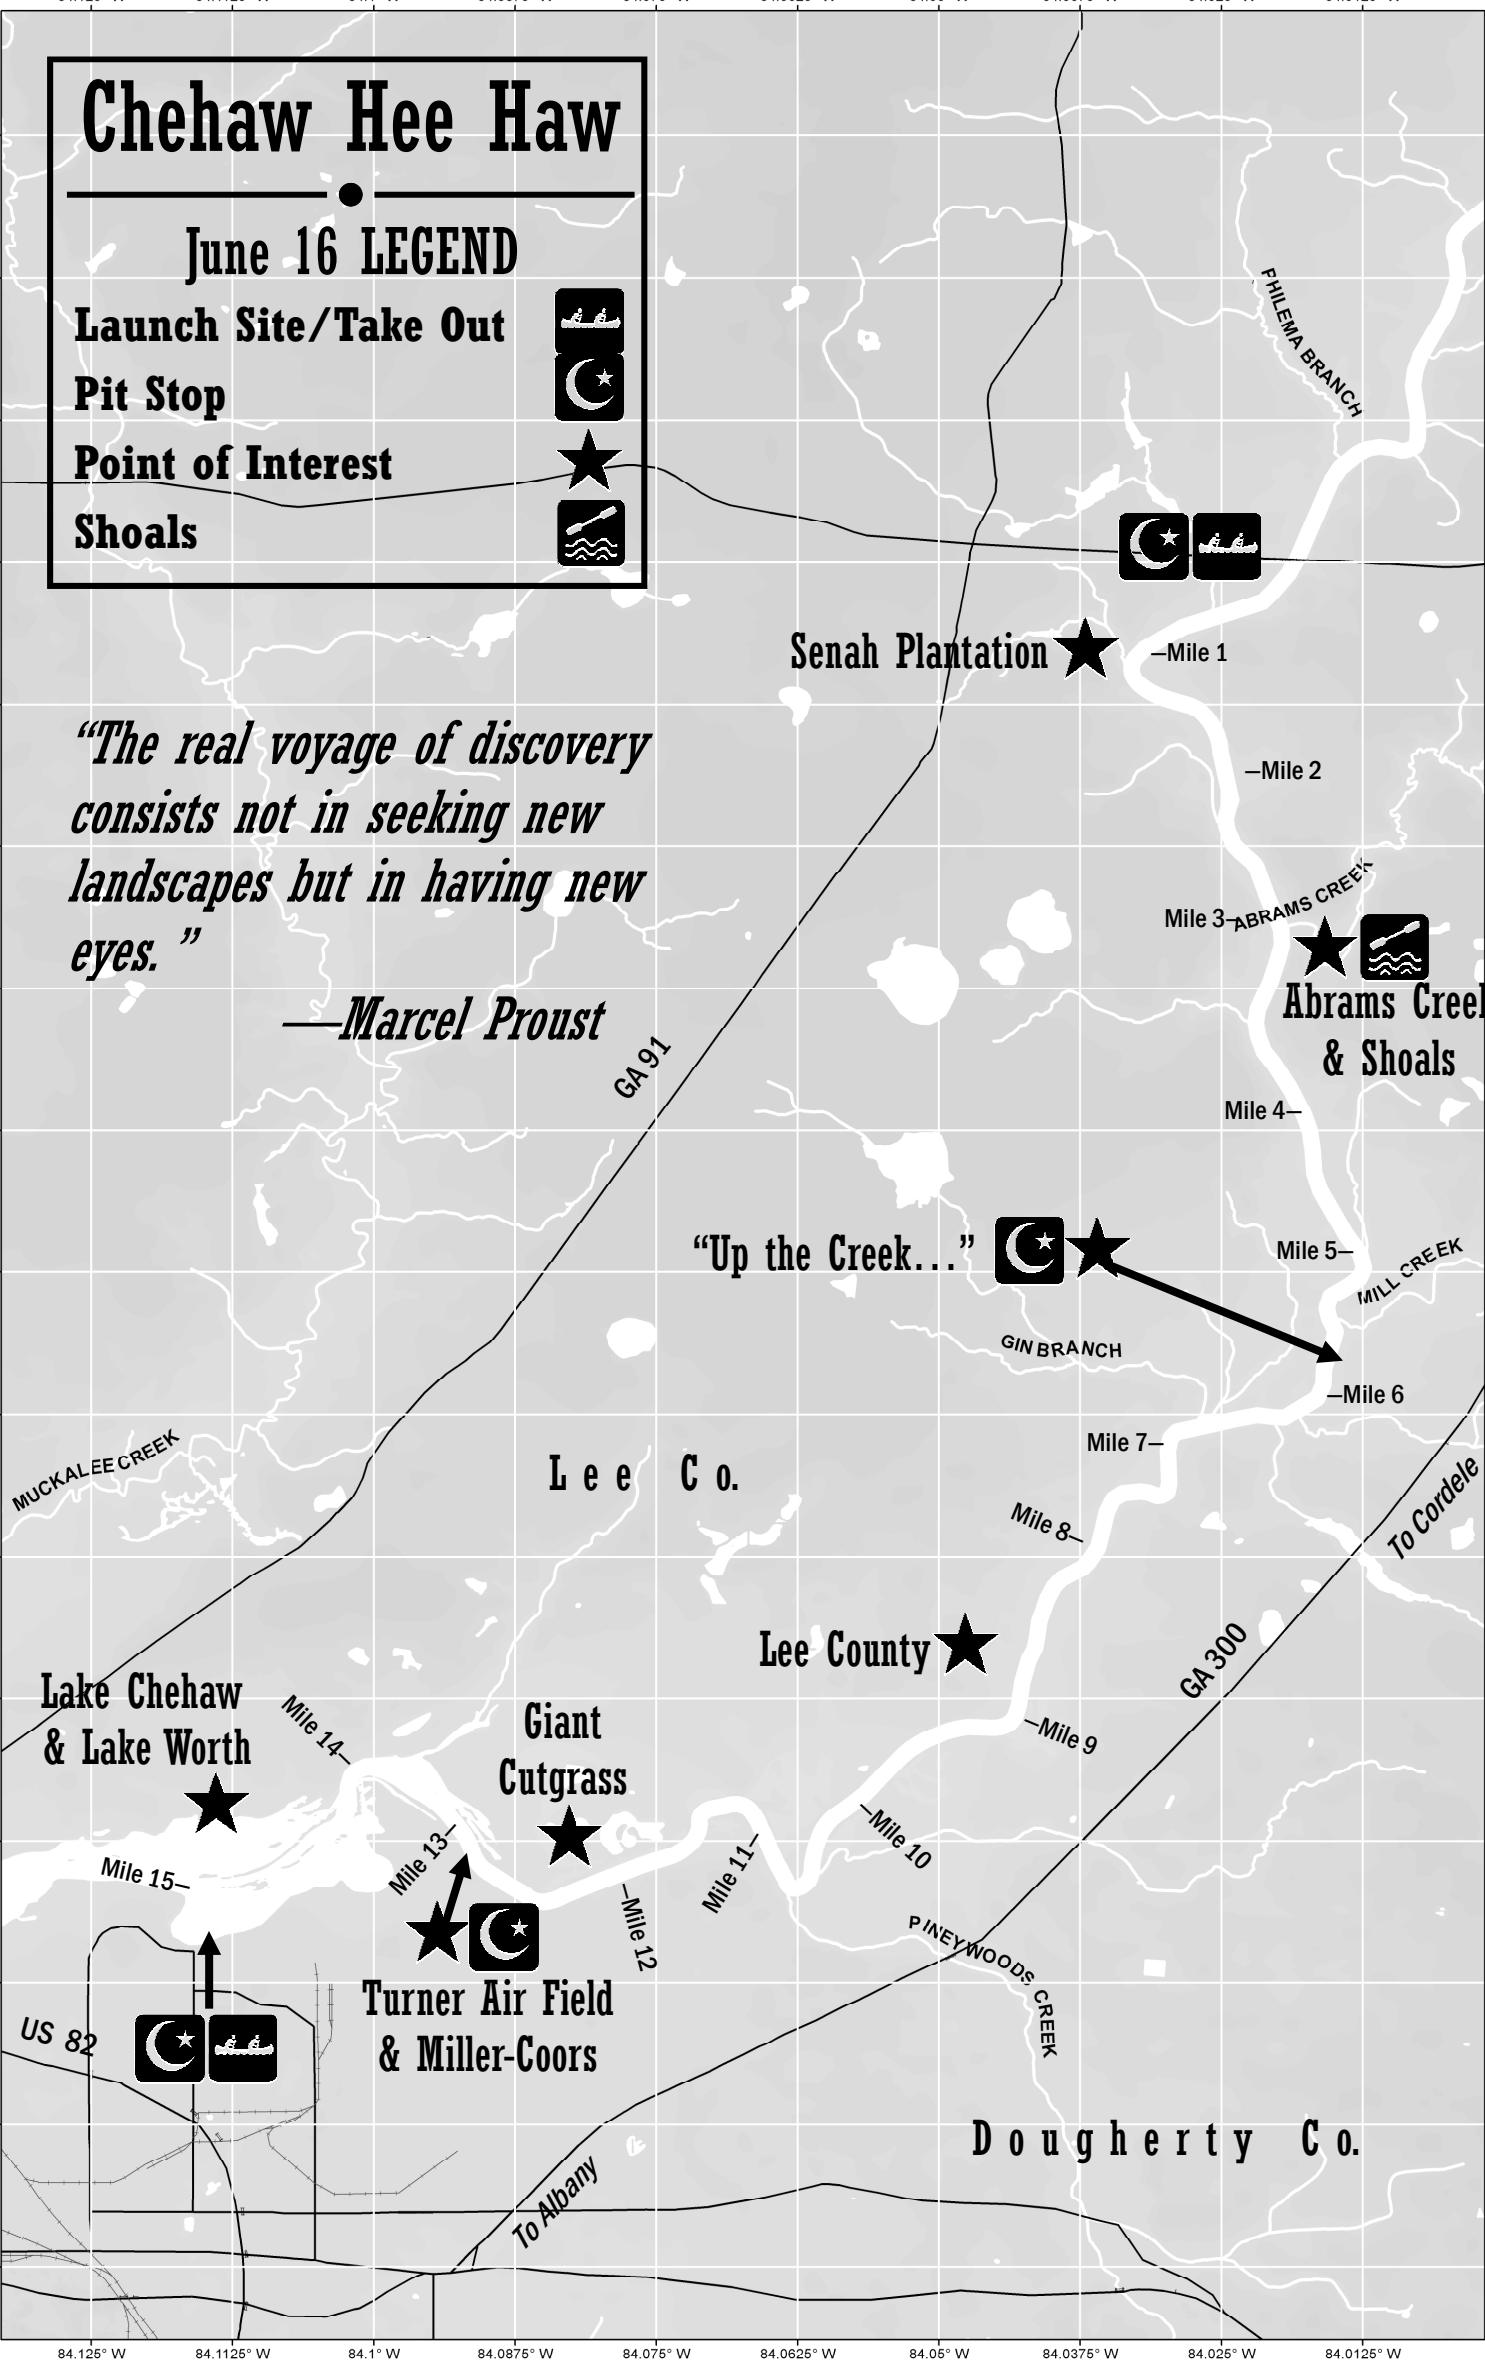 Chehaw Hee Haw
June 16 LEGEND
Launch Site/Take Out
Pit Stop
Point of Interest
Shoals
PHILEMA BRANCH
Senah Plantation
–Mile 1
“The real voyage of discovery
consists not in seeking new
landscapes but in having new
eyes.”
—Marcel Proust
–Mile 2
Mile 3–
ABRAMS CREEK
Abrams Creek
& Shoals
GA 91
Mile 4–
“Up the Creek…”
Mile 5–
MILL CREEK
GIN BRANCH
–Mile 6
Mile 7–
MUCKALEE CREEK
Lee Co.
Mile 8–
To Cordele
Lee County
GA 300
Lake Chehaw
& Lake Worth
Mile 14–
Giant
Cutgrass
–Mile 9
–Mile 10
Mile 11–
Mile 13–
Mile 15–
–Mile 12
PINEYWOODS CREEK
Turner Air Field
& Miller-Coors
US 82
Dougherty Co.
To Albany
84.125° W 84.1125° W 84.1° W 84.0875° W 84.075° W 84.0625° W 84.05° W 84.0375° W 84.025° W 84.0125° W